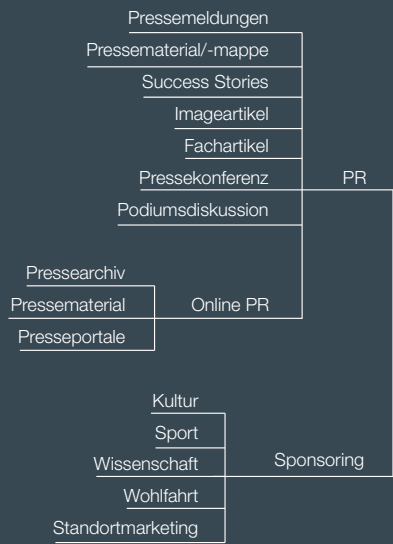 Pressemeldungen
Pressematerial/-mappe
Success Stories
Imageartikel
Fachartikel
Pressekonferenz
PR
Podiumsdiskussion
Pressearchiv
Pressematerial
Online PR
Presseportale
Kultur
Sport
Wissenschaft
Sponsoring
Wohlfahrt
Standortmarketing